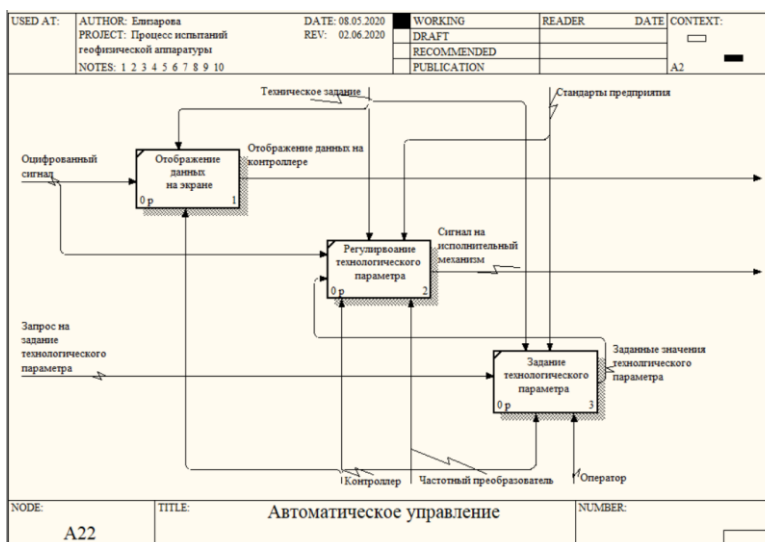 USED AT:
AUTHOR: Елизарова
DATE: 08.05.2020
PROJECT: Процесс испытаний
REV: 02.06.2020
геофизической аппаратуры
NOTES: 1 2 3 4 5 6 7 8 9 10
WORKING
DRAFT
RECOMMENDED
PUBLICATION
READER
DATE
CONTEXT:
A2
Техническое задание
Стандарты предприятия
Оцифрованный
сигнал
Отображение
данных
на экране
0 р
1
Отображение данных на
контроллере
Регулирвоание
технологического
параметра
0 р
2
Сигнал на
исполнительный
механизм
Запрос на
задание
технологического
параметра
Задание
технологического
параметра
0 р
3
Заданные значения
технолгического
параметра
Контроллер
Частотный преобразователь
Оператор
NODE:
A22
TITLE:
Автоматическое управление
NUMBER: